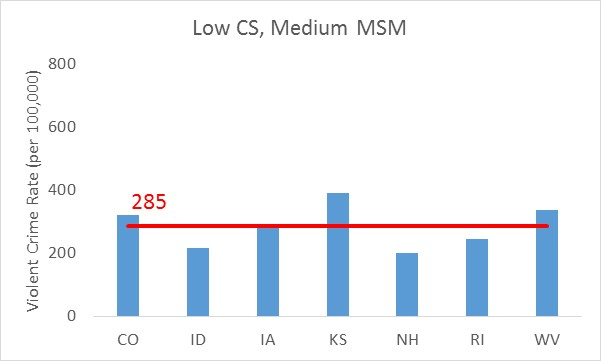 Low CS, Medium MSM
Violent Crime Rate (per 100,000)
800
600
400
200
0
285
CO ID IA KS NH RI WV